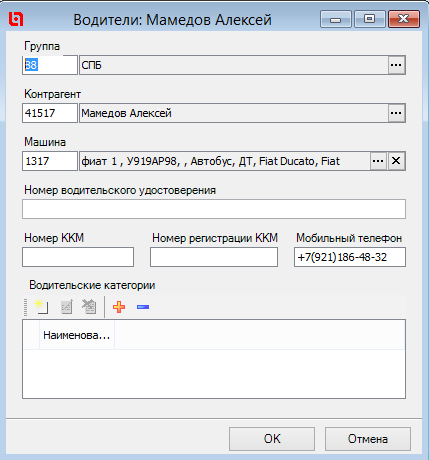 Водители: Мамедов Алексей
Группа
38 СПБ ...
Контрагент
41517 Мамедов Алексей ...
Машина
1317 фиат 1 , У919АР98, , Автобус, ДТ, Fiat Ducato, Fiat ...
Номер водительского удостоверения
Номер ККМ Номер регистрации ККМ Мобильный телефон
+7(921)186-48-32
Водительские категории
Наименова...
OK Отмена